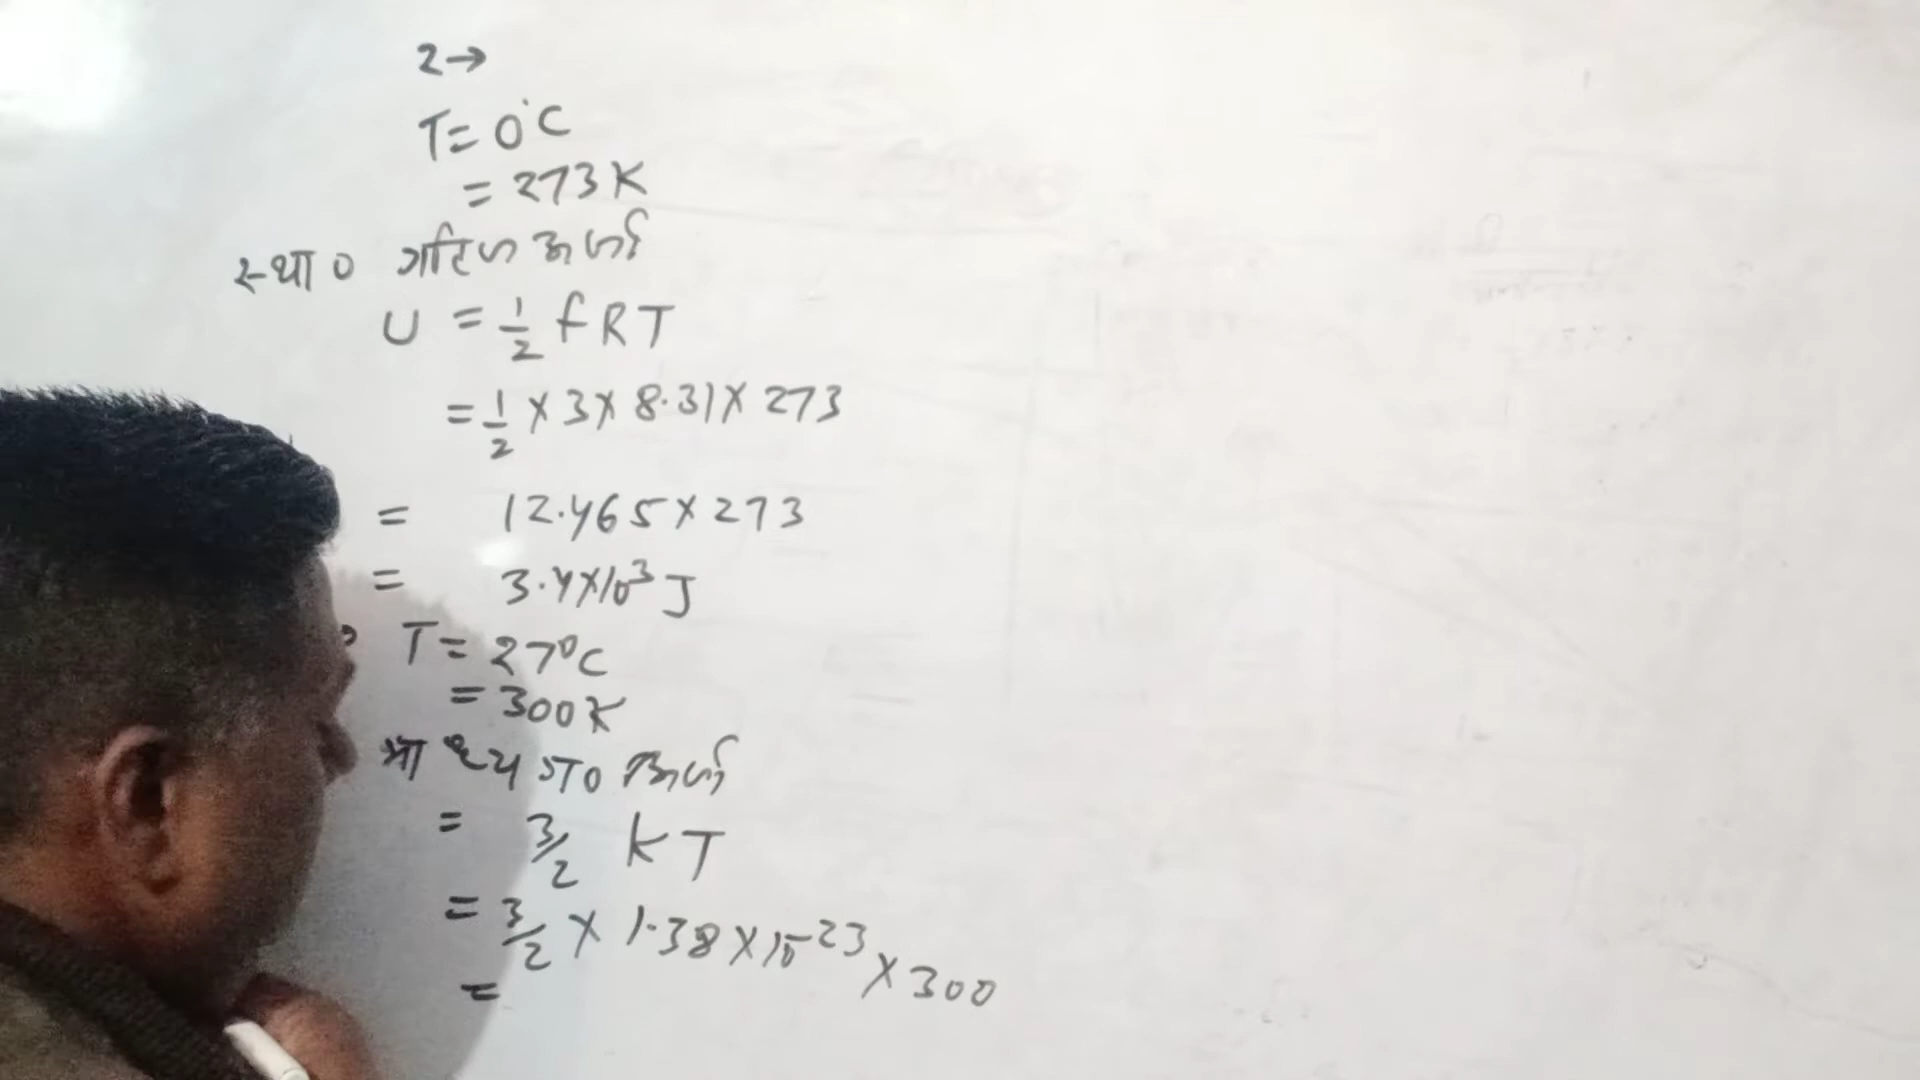 2→
T = 0°C
= 273 K
स्था० गतिज ऊर्जा
U = 1/2 f R T
= 1/2 × 3 × 8.31 × 273
= 12.465 × 273
= 3.4 × 10³ J
T = 27°C
= 300 K
ऊर्जा
= 3/2 k T
= 3/2 × 1.38 × 10⁻²³ × 300
=